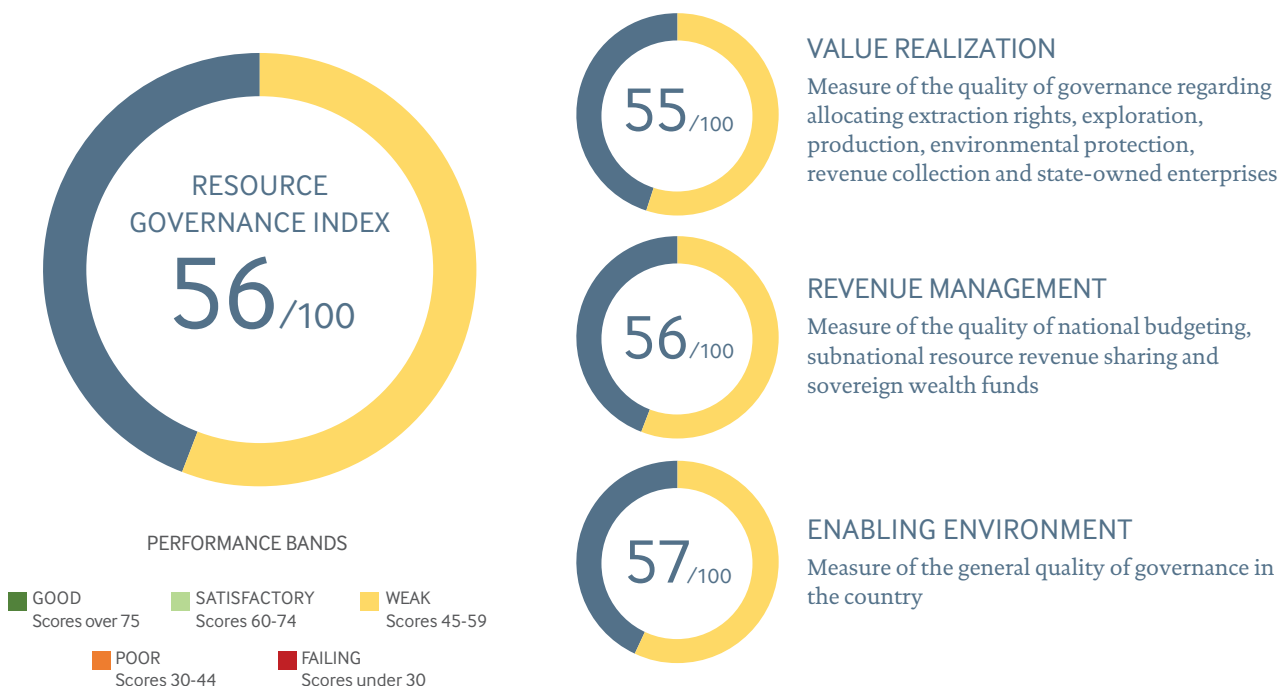 RESOURCE
GOVERNANCE INDEX
56/100
PERFORMANCE BANDS
GOOD
Scores over 75
SATISFACTORY
Scores 60-74
WEAK
Scores 45-59
POOR
Scores 30-44
FAILING
Scores under 30
55/100
VALUE REALIZATION
Measure of the quality of governance regarding
allocating extraction rights, exploration,
production, environmental protection,
revenue collection and state-owned enterprises
56/100
REVENUE MANAGEMENT
Measure of the quality of national budgeting,
subnational resource revenue sharing and
sovereign wealth funds
57/100
ENABLING ENVIRONMENT
Measure of the general quality of governance in
the country